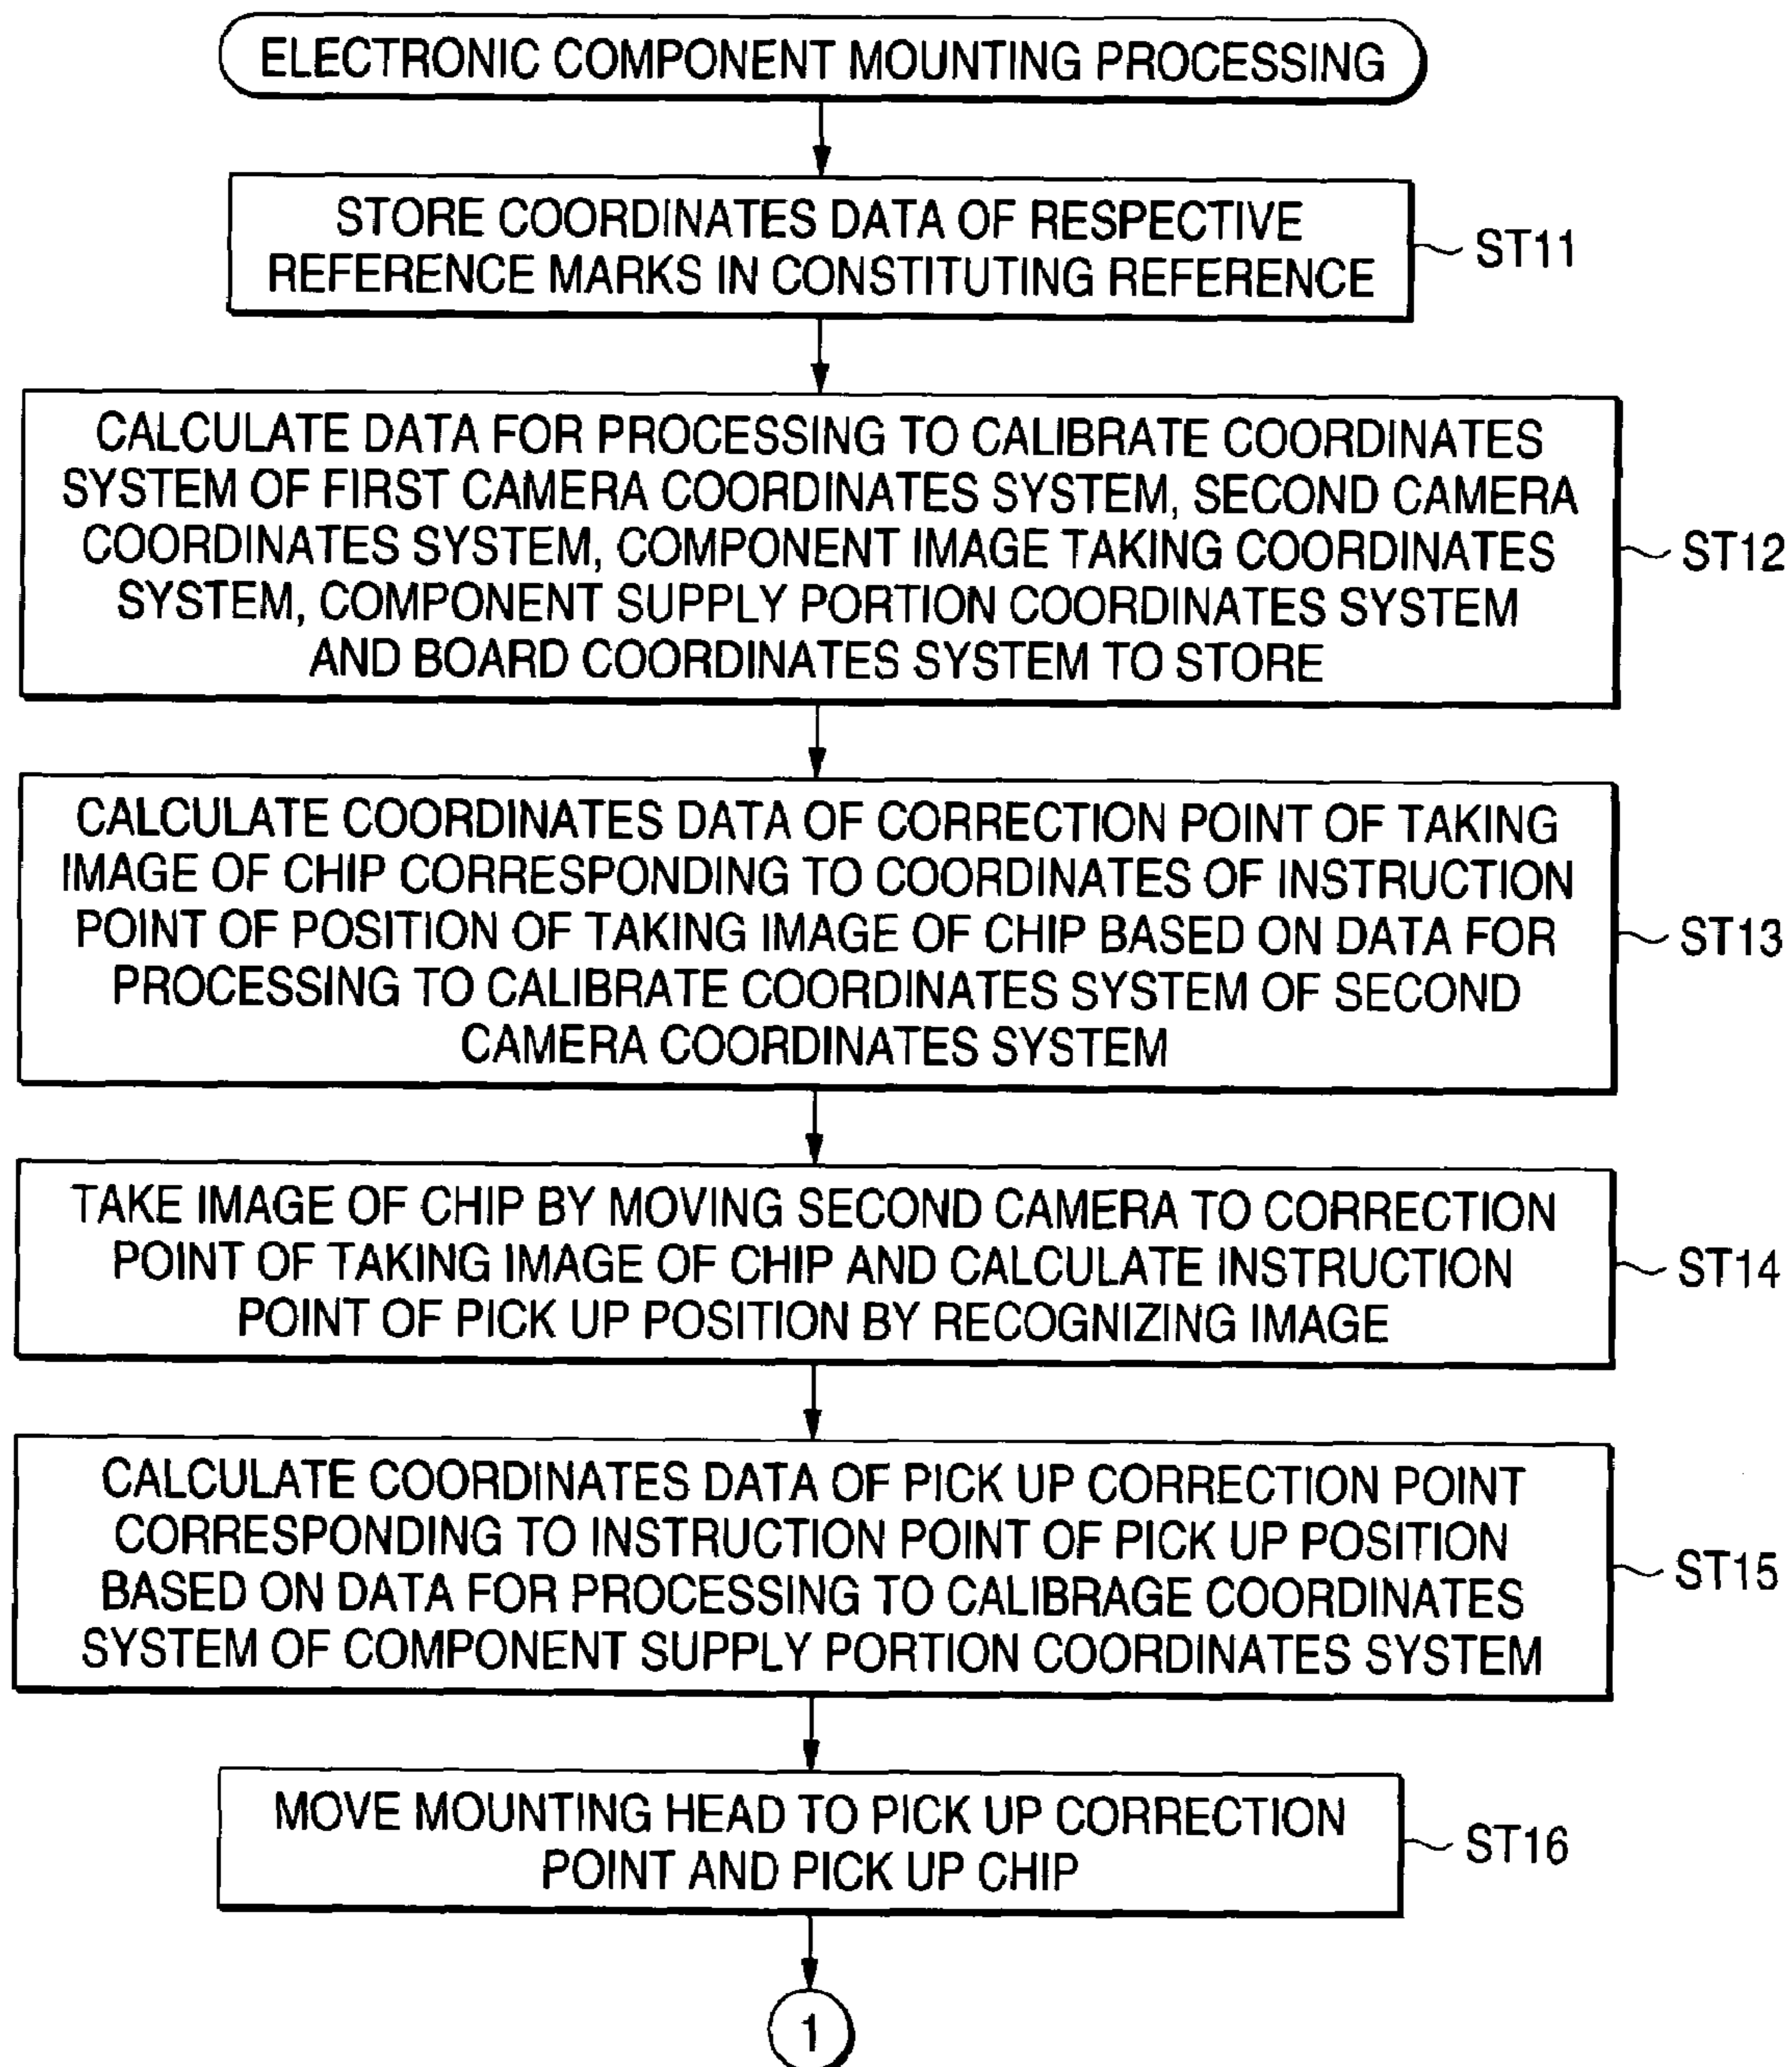 ELECTRONIC COMPONENT MOUNTING PROCESSING
STORE COORDINATES DATA OF RESPECTIVE
REFERENCE MARKS IN CONSTITUTING REFERENCE
ST11
CALCULATE DATA FOR PROCESSING TO CALIBRATE COORDINATES
SYSTEM OF FIRST CAMERA COORDINATES SYSTEM, SECOND CAMERA
COORDINATES SYSTEM, COMPONENT IMAGE TAKING COORDINATES
SYSTEM, COMPONENT SUPPLY PORTION COORDINATES SYSTEM
AND BOARD COORDINATES SYSTEM TO STORE
ST12
CALCULATE COORDINATES DATA OF CORRECTION POINT OF TAKING
IMAGE OF CHIP CORRESPONDING TO COORDINATES OF INSTRUCTION
POINT OF POSITION OF TAKING IMAGE OF CHIP BASED ON DATA FOR
PROCESSING TO CALIBRATE COORDINATES SYSTEM OF SECOND
CAMERA COORDINATES SYSTEM
ST13
TAKE IMAGE OF CHIP BY MOVING SECOND CAMERA TO CORRECTION
POINT OF TAKING IMAGE OF CHIP AND CALCULATE INSTRUCTION
POINT OF PICK UP POSITION BY RECOGNIZING IMAGE
ST14
CALCULATE COORDINATES DATA OF PICK UP CORRECTION POINT
CORRESPONDING TO INSTRUCTION POINT OF PICK UP POSITION
BASED ON DATA FOR PROCESSING TO CALIBRAGE COORDINATES
SYSTEM OF COMPONENT SUPPLY PORTION COORDINATES SYSTEM
ST15
MOVE MOUNTING HEAD TO PICK UP CORRECTION
POINT AND PICK UP CHIP
ST16
1